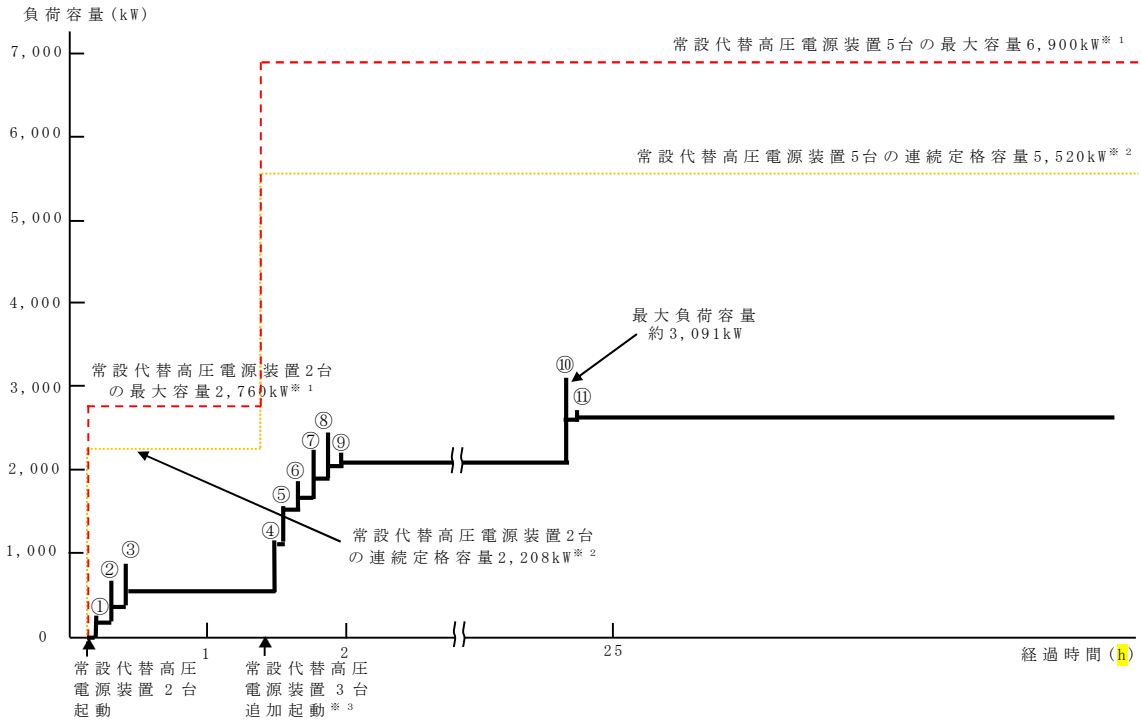 負荷容量(kW)
7,000
常設代替高圧電源装置5台の最大容量6,900kW※1
6,000
常設代替高圧電源装置5台の連続定格容量5,520kW※2
5,000
4,000
最大負荷容量
約3,091kW
⑩
⑪
常設代替高圧電源装置2台
の最大容量2,760kW※1
3,000
⑧
⑦
⑨
2,000
⑥
⑤
④
常設代替高圧電源装置2台
の連続定格容量2,208kW※2
1,000
③
②
①
0
1
2
25
経過時間(h)
常設代替高圧
電源装置2台
起動
常設代替高圧
電源装置3台
追加起動※3